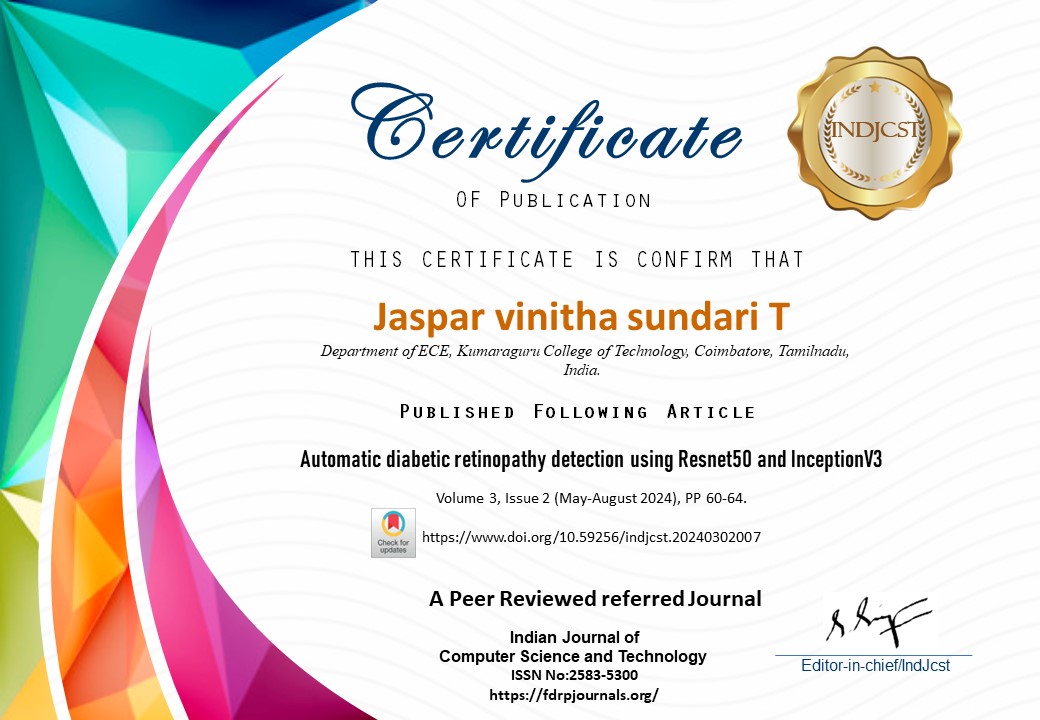 Certificate
INDJCST
OF PUBLICATION
THIS CERTIFICATE IS CONFIRM THAT
Jaspar vinitha sundari T
Department of ECE, Kumaraguru College of Technology, Coimbatore, Tamilnadu,
India.
PUBLISHED FOLLOWING ARTICLE
Automatic diabetic retinopathy detection using Resnet50 and InceptionV3
Volume 3, Issue 2 (May-August 2024), PP 60-64.
Check for
updates
https://www.doi.org/10.59256/indjcst.20240302007
A Peer Reviewed referred Journal
Indian Journal of
Computer Science and Technology
ISSN No:2583-5300
https://fdrpjournals.org/
Editor-in-chief/IndJcst